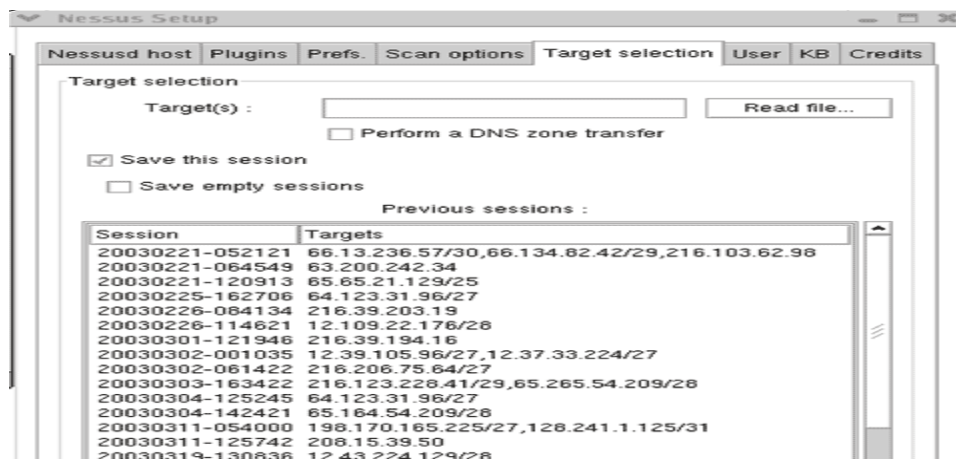 Nessus Setup
Nessusd host Plugins Prefs. Scan options Target selection User KB Credits
Target selection
Target(s) : Read file...
Perform a DNS zone transfer
Save this session
Save empty sessions
Previous sessions :
Session Targets
20030221-052121 66.13.236.57/30,66.134.82.42/29,216.103.62.98
20030221-064549 63.200.242.34
20030221-120913 65.65.21.129/25
20030225-162706 64.123.31.96/27
20030226-084134 216.39.203.19
20030226-114621 12.109.22.176/28
20030301-121946 216.39.194.16
20030302-001035 12.39.105.96/27,12.37.33.224/27
20030302-061422 216.206.75.64/27
20030303-163422 216.123.228.41/29,65.265.54.209/28
20030304-125245 64.123.31.96/27
20030304-142421 65.164.54.209/28
20030311-054000 198.170.165.225/27,128.241.1.125/31
20030311-125742 208.15.39.50
20030319-130836 12.43.224.129/28